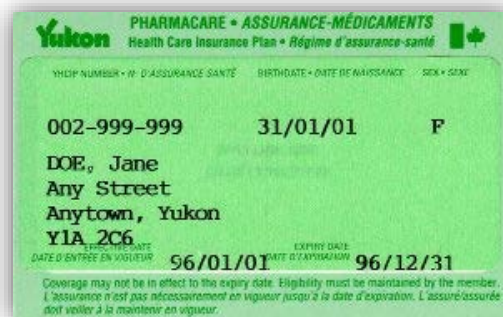 Yukon
PHARMACARE • ASSURANCE-MÉDICAMENTS
Health Care Insurance Plan • Régime d'assurance-santé
YHCIP NUMBER • N° D'ASSURANCE SANTÉ BIRTHDATE • DATE DE NAISSANCE SEX • SEXE
002-999-999 31/01/01 F
DOE, Jane
Any Street
Anytown, Yukon
Y1A 2C6
EFFECTIVE DATE EXPIRY DATE
DATE D'ENTRÉE EN VIGUEUR 96/01/01 DATE D'EXPIRATION 96/12/31
Coverage may not be in effect to the expiry date. Eligibility must be maintained by the member.
L'assurance n'est pas nécessairement en vigueur jusqu'à la date d'expiration. L'assuré/assurée
doit veiller à la maintenir en vigueur.